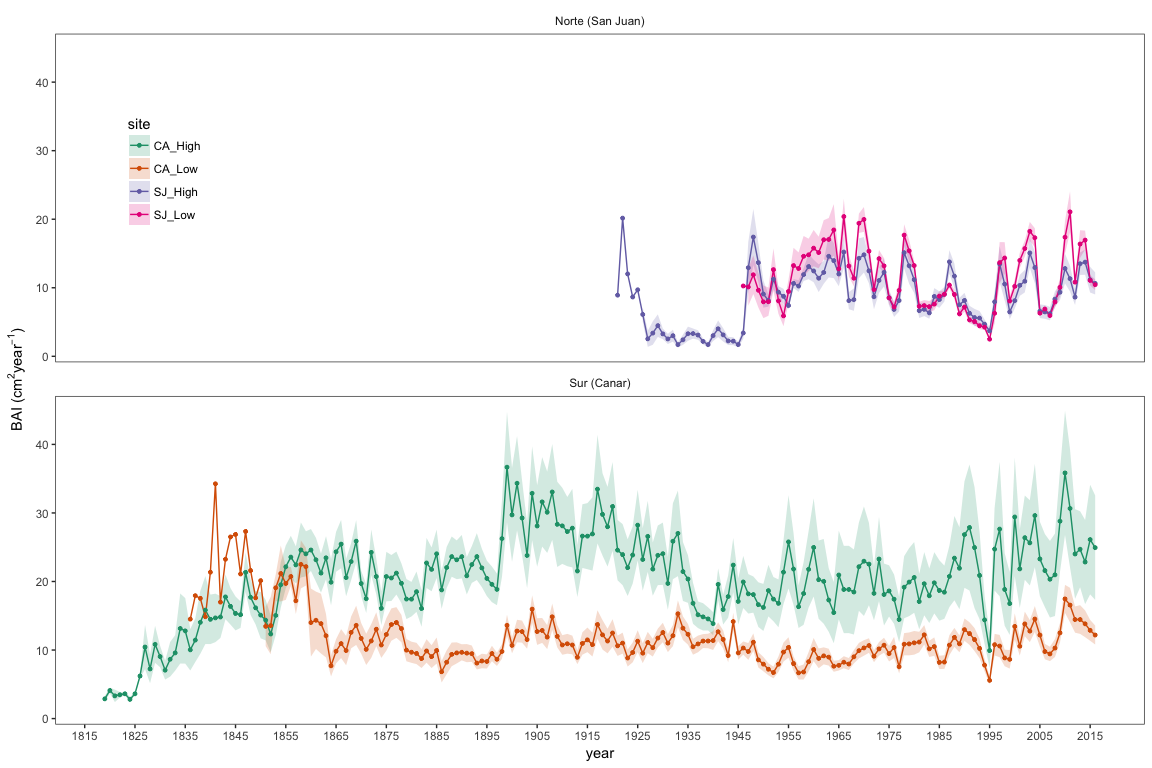 Norte (San Juan)
40
30
20
10
0
site
CA_High
CA_Low
SJ_High
SJ_Low
BAI (cm²year⁻¹)
Sur (Canar)
40
30
20
10
0
1815 1825 1835 1845 1855 1865 1875 1885 1895 1905 1915 1925 1935 1945 1955 1965 1975 1985 1995 2005 2015
year